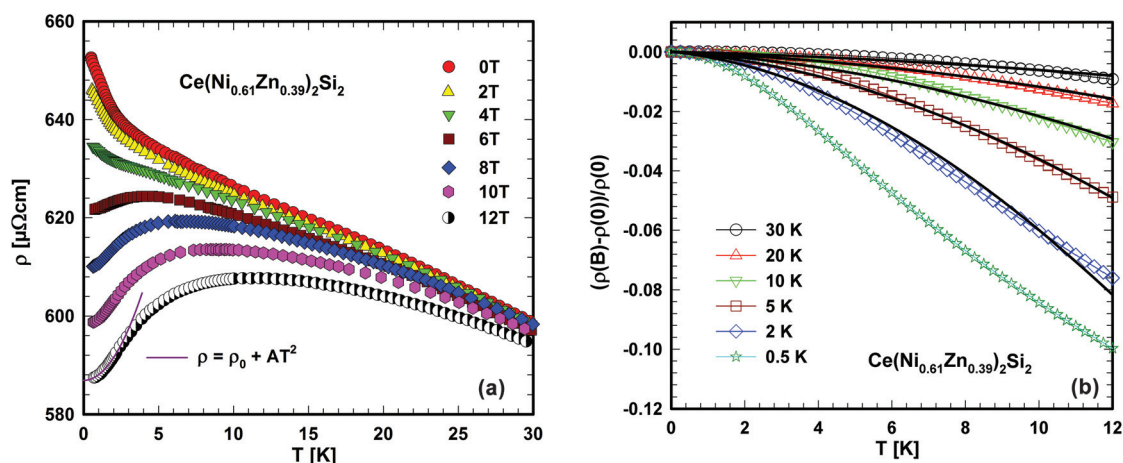 660
640
620
600
580
ρ [µΩcm]
Ce(Ni0.61Zn0.39)2Si2
0T
2T
4T
6T
8T
10T
12T
ρ = ρ0 + AT2
(a)
0 5 10 15 20 25 30
T [K]
0.00
-0.02
-0.04
-0.06
-0.08
-0.10
-0.12
(ρ(B)-ρ(0))/ρ(0)
30 K
20 K
10 K
5 K
2 K
0.5 K
Ce(Ni0.61Zn0.39)2Si2
(b)
0 2 4 6 8 10 12
T [K]